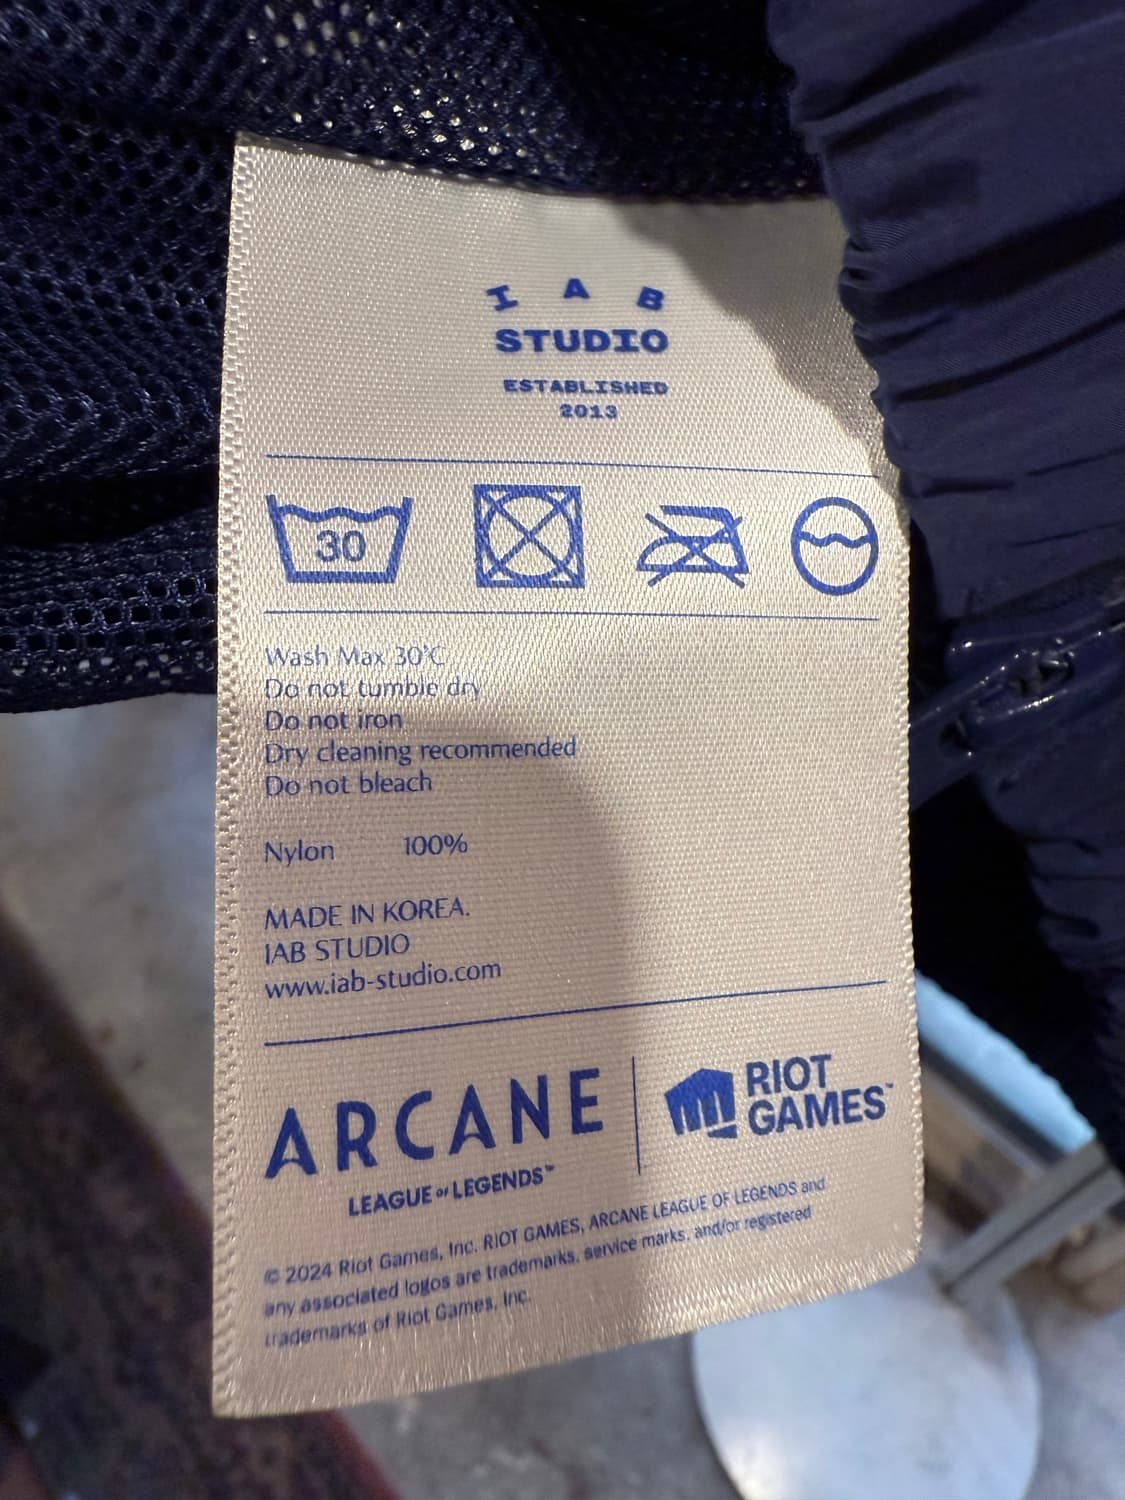 IAB
STUDIO
ESTABLISHED
2013
30
Wash Max 30°C
Do not tumble dry
Do not iron
Dry cleaning recommended
Do not bleach
Nylon 100%
MADE IN KOREA.
IAB STUDIO
www.iab-studio.com
ARCANE
LEAGUE OF LEGENDS™
RIOT
GAMES™
© 2024 Riot Games, Inc. RIOT GAMES, ARCANE LEAGUE OF LEGENDS and
any associated logos are trademarks, service marks, and/or registered
trademarks of Riot Games, Inc.